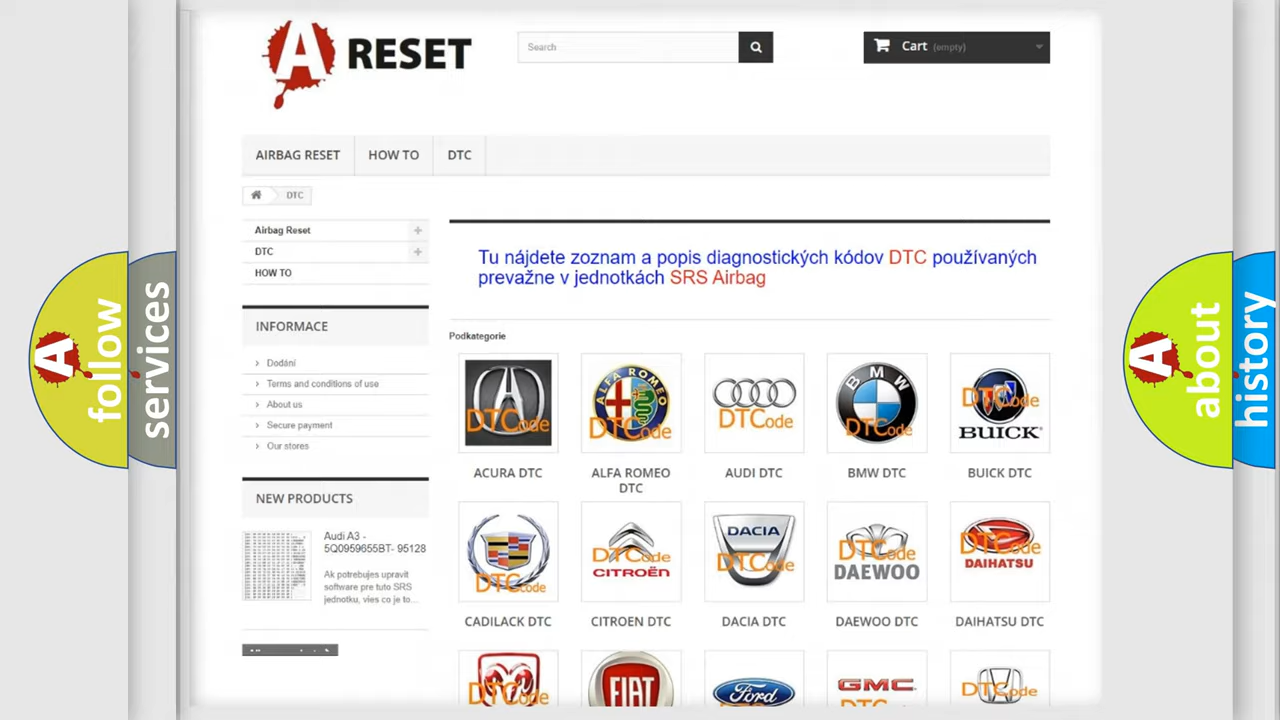 A RESET
Search
Cart (empty)
AIRBAG RESET
HOW TO
DTC
DTC
Airbag Reset
DTC
HOW TO
INFORMACE
Dodání
Terms and conditions of use
About us
Secure payment
Our stores
NEW PRODUCTS
Audi A3 -
5Q0959655BT- 95128
Ak potrebujes upravit
software pre tuto SRS
jednotku, vies co je to...
Tu nájdete zoznam a popis diagnostických kódov DTC používaných
prevažne v jednotkách SRS Airbag
Podkategorie
DTCode
ACURA DTC
ALFA ROMEO
DTCode
ALFA ROMEO
DTC
DTCode
AUDI DTC
BMW
DTCode
BMW DTC
DTCode
BUICK
BUICK DTC
DTCode
CADILACK DTC
DTCode
CITROËN
CITROEN DTC
DACIA
DTCode
DACIA DTC
DTCode
DAEWOO
DAEWOO DTC
DTCode
DAIHATSU
DAIHATSU DTC
DTCode
FIAT
Ford
GMC
DTCode
A follow
services
A about
history